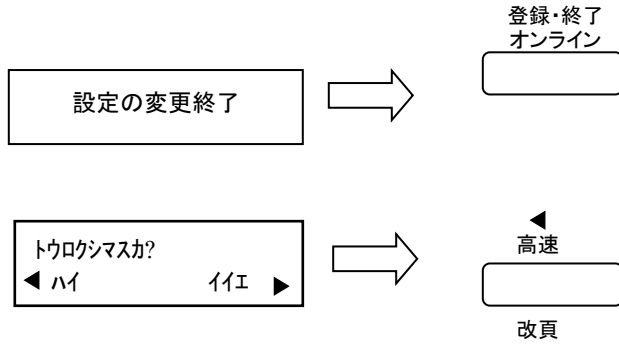 登録・終了
オンライン
設定の変更終了
ﾄｳﾛｸｼﾏｽｶ?
◀ ﾊｲ ｲｲｴ ▶
◀
高速
改頁